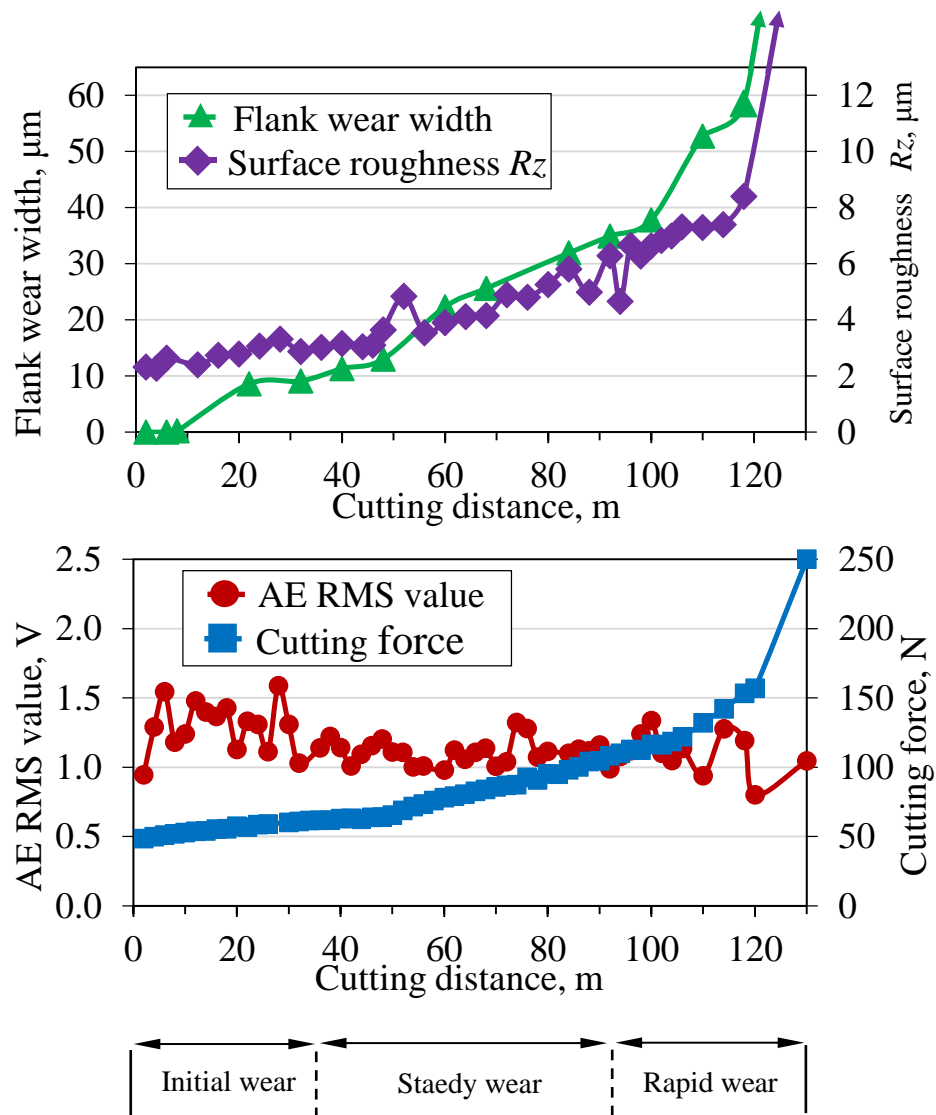 Flank wear width, μm
60
50
40
30
20
10
0
Flank wear width
Surface roughness Rz
12
10
8
6
4
2
0
Surface roughness Rz, μm
0 20 40 60 80 100 120
Cutting distance, m
AE RMS value, V
2.5
2.0
1.5
1.0
0.5
0.0
AE RMS value
Cutting force
250
200
150
100
50
0
Cutting force, N
0 20 40 60 80 100 120
Cutting distance, m
Initial wear Staedy wear Rapid wear